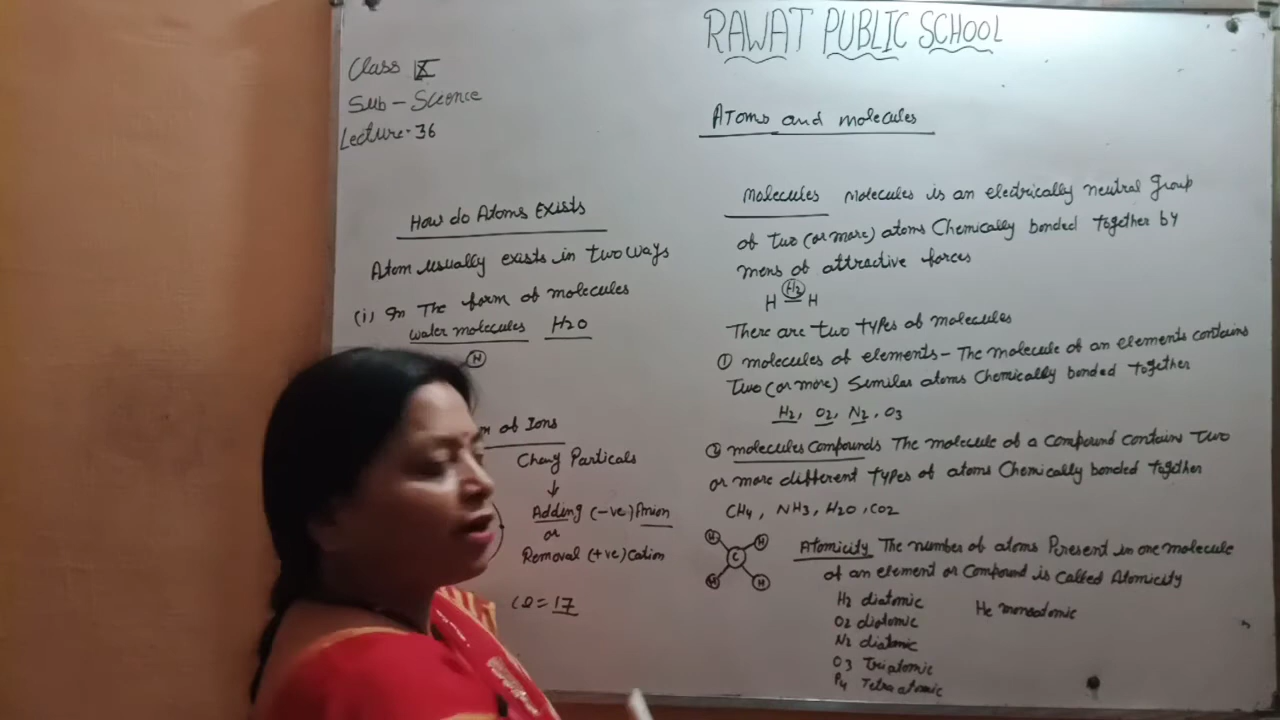 RAWAT PUBLIC SCHOOL
Class IX
Sub - Science
Lecture-36
Atoms and molecules
How do Atoms Exists
Atom usually exists in two ways
(i) In The form of molecules
water molecules H2O
H
of Ions
Charg Particals
↓
Adding (-ve) Anion
or
Removal (+ve) Cation
= 17
Molecules Molecules is an electrically neutral Group
of two (or more) atoms Chemically bonded together by
mens of attractive forces
H2
H H
There are two types of molecules
① molecules of elements - The molecule of an elements contains
Two (or more) Similar atoms Chemically bonded together
H2, O2, N2, O3
② molecules Compounds The molecule of a compound contains two
or more different types of atoms Chemically bonded together
CH4, NH3, H2O, CO2
H H
C
H H
Atomicity The number of atoms Peresent in one molecule
of an element or Compound is called Atomicity
H2 diatomic He monoatomic
O2 diatomic
N2 diatomic
O3 Triatomic
P4 Tetra atomic